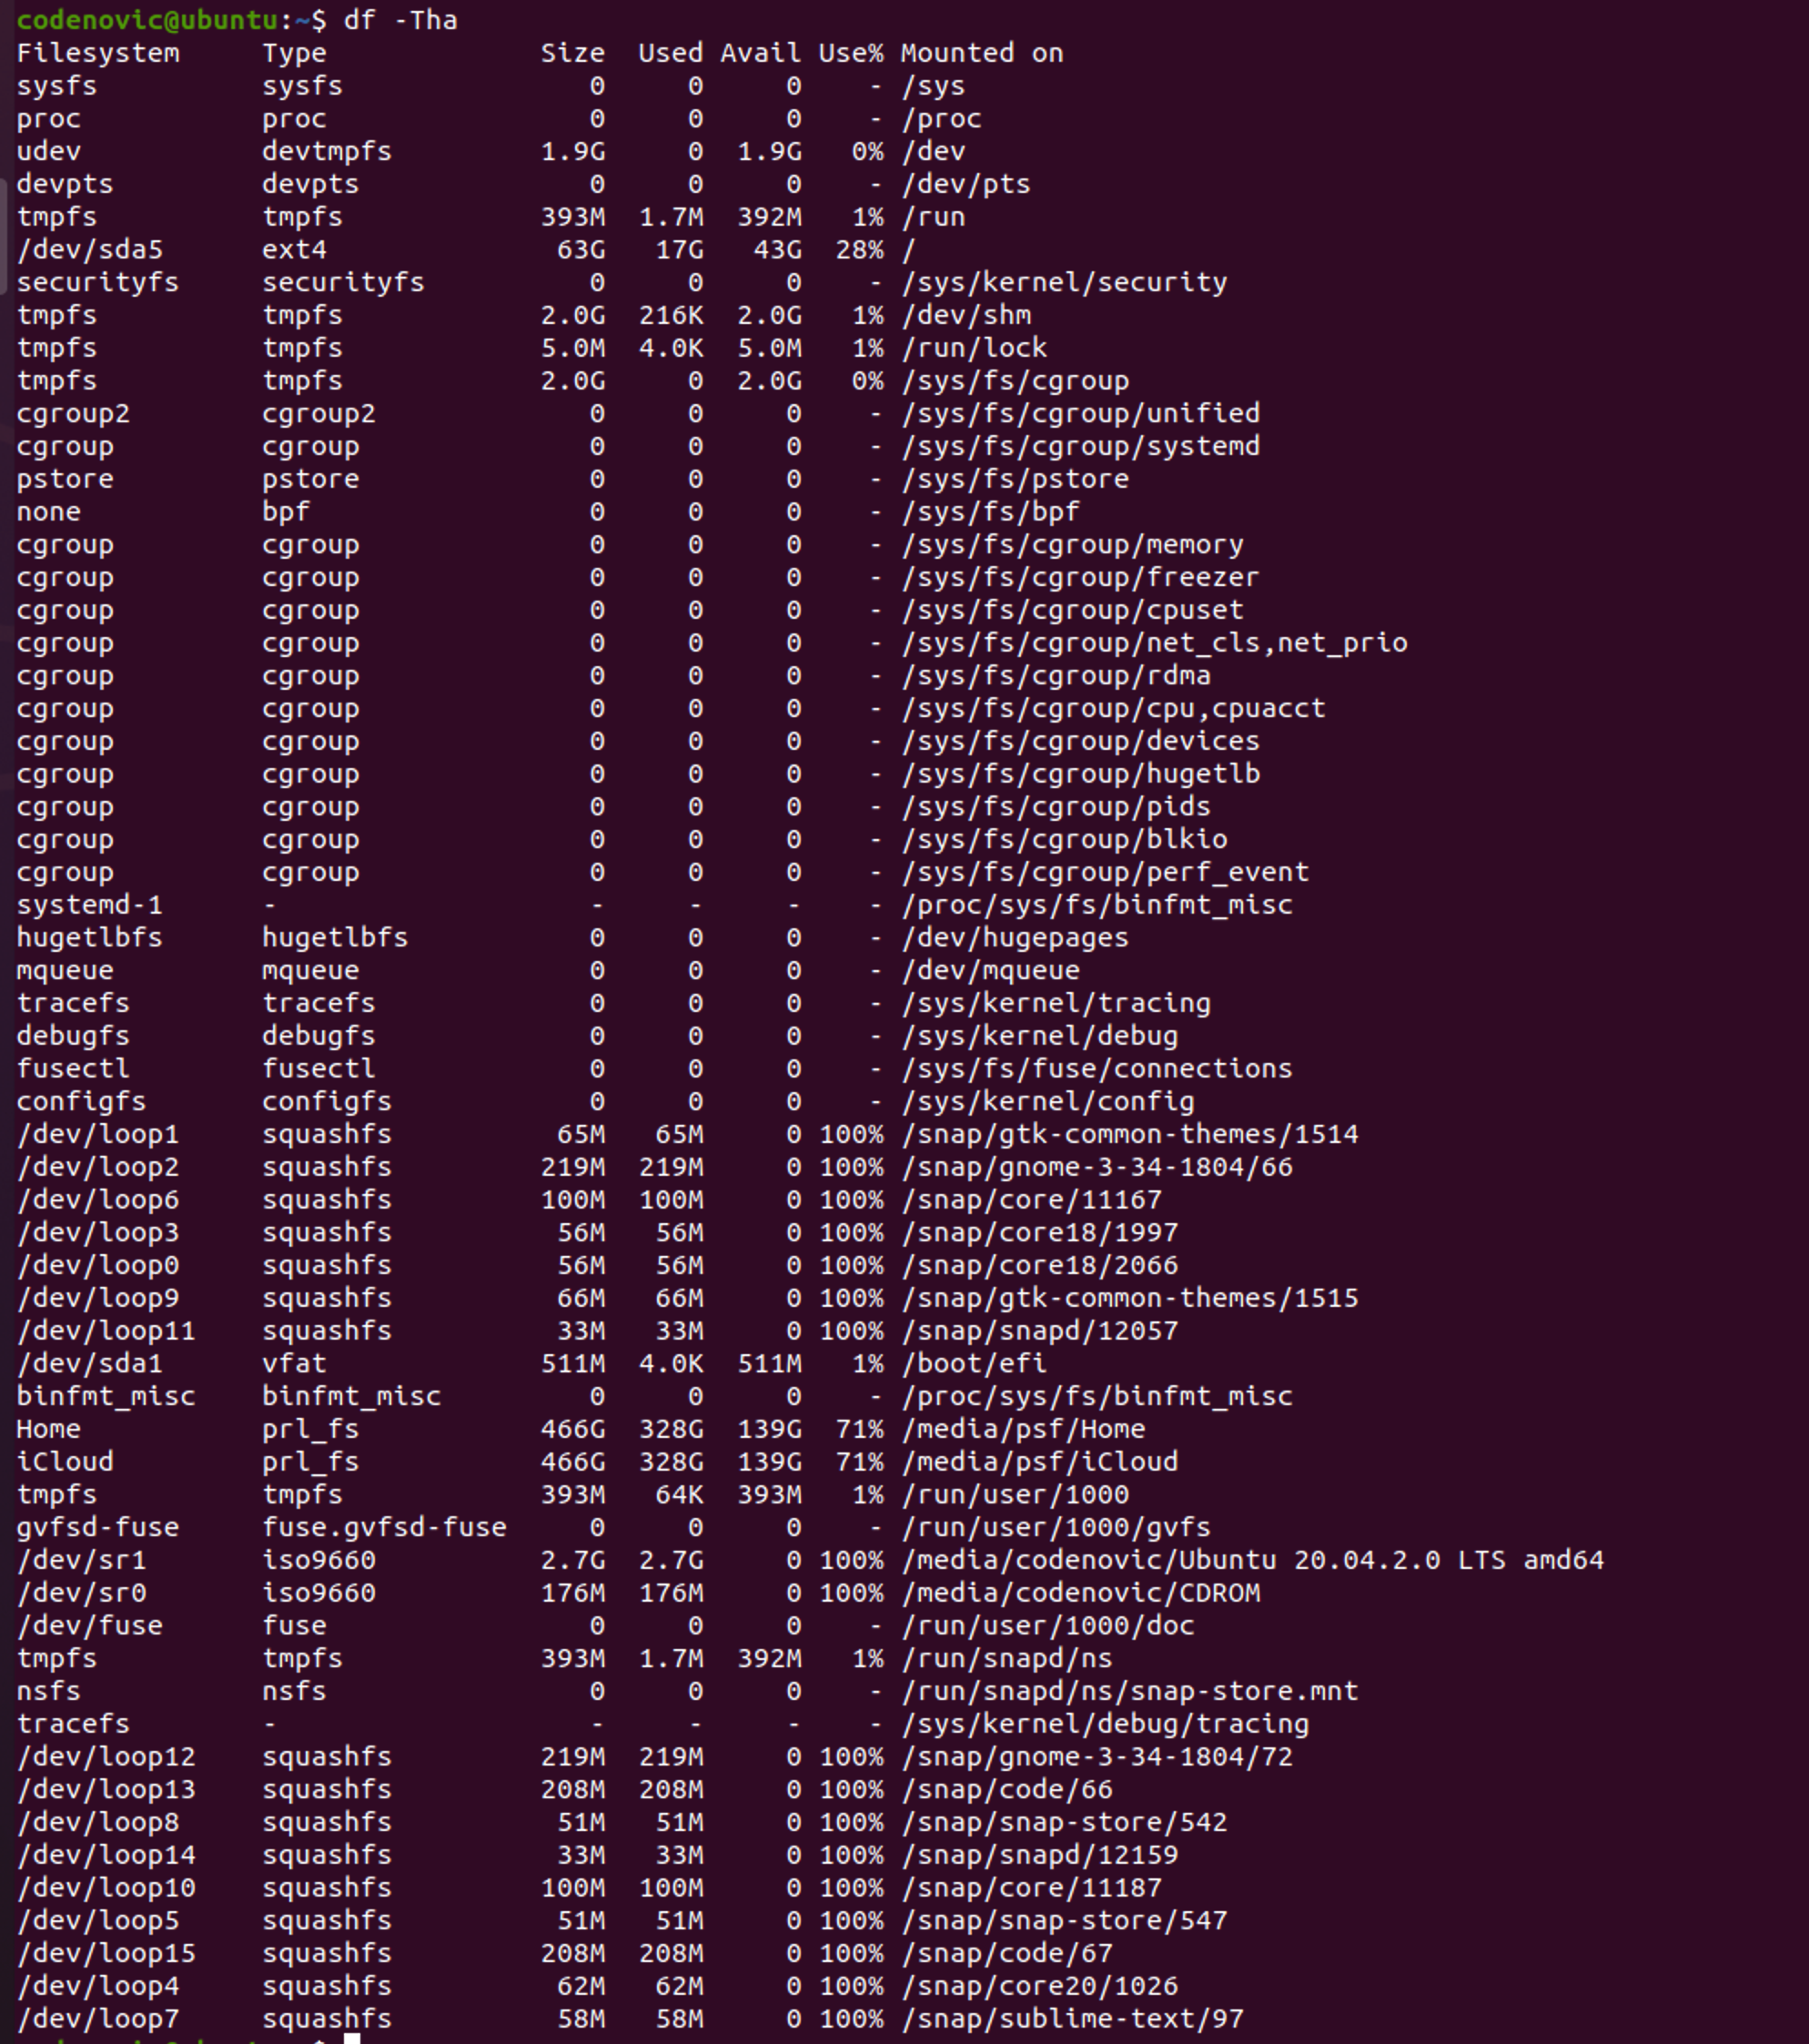 codenovic@ubuntu:~$ df -Tha
Filesystem     Type             Size  Used Avail Use% Mounted on
sysfs          sysfs               0     0     0    - /sys
proc           proc                0     0     0    - /proc
udev           devtmpfs         1.9G     0  1.9G   0% /dev
devpts         devpts              0     0     0    - /dev/pts
tmpfs          tmpfs            393M  1.7M  392M   1% /run
/dev/sda5      ext4              63G   17G   43G  28% /
securityfs     securityfs          0     0     0    - /sys/kernel/security
tmpfs          tmpfs            2.0G  216K  2.0G   1% /dev/shm
tmpfs          tmpfs            5.0M  4.0K  5.0M   1% /run/lock
tmpfs          tmpfs            2.0G     0  2.0G   0% /sys/fs/cgroup
cgroup2        cgroup2             0     0     0    - /sys/fs/cgroup/unified
cgroup         cgroup              0     0     0    - /sys/fs/cgroup/systemd
pstore         pstore              0     0     0    - /sys/fs/pstore
none           bpf                 0     0     0    - /sys/fs/bpf
cgroup         cgroup              0     0     0    - /sys/fs/cgroup/memory
cgroup         cgroup              0     0     0    - /sys/fs/cgroup/freezer
cgroup         cgroup              0     0     0    - /sys/fs/cgroup/cpuset
cgroup         cgroup              0     0     0    - /sys/fs/cgroup/net_cls,net_prio
cgroup         cgroup              0     0     0    - /sys/fs/cgroup/rdma
cgroup         cgroup              0     0     0    - /sys/fs/cgroup/cpu,cpuacct
cgroup         cgroup              0     0     0    - /sys/fs/cgroup/devices
cgroup         cgroup              0     0     0    - /sys/fs/cgroup/hugetlb
cgroup         cgroup              0     0     0    - /sys/fs/cgroup/pids
cgroup         cgroup              0     0     0    - /sys/fs/cgroup/blkio
cgroup         cgroup              0     0     0    - /sys/fs/cgroup/perf_event
systemd-1      -                   -     -     -    - /proc/sys/fs/binfmt_misc
hugetlbfs      hugetlbfs           0     0     0    - /dev/hugepages
mqueue         mqueue              0     0     0    - /dev/mqueue
tracefs        tracefs             0     0     0    - /sys/kernel/tracing
debugfs        debugfs             0     0     0    - /sys/kernel/debug
fusectl        fusectl             0     0     0    - /sys/fs/fuse/connections
configfs       configfs            0     0     0    - /sys/kernel/config
/dev/loop1     squashfs          65M   65M     0 100% /snap/gtk-common-themes/1514
/dev/loop2     squashfs         219M  219M     0 100% /snap/gnome-3-34-1804/66
/dev/loop6     squashfs         100M  100M     0 100% /snap/core/11167
/dev/loop3     squashfs          56M   56M     0 100% /snap/core18/1997
/dev/loop0     squashfs          56M   56M     0 100% /snap/core18/2066
/dev/loop9     squashfs          66M   66M     0 100% /snap/gtk-common-themes/1515
/dev/loop11    squashfs          33M   33M     0 100% /snap/snapd/12057
/dev/sda1      vfat             511M  4.0K  511M   1% /boot/efi
binfmt_misc    binfmt_misc         0     0     0    - /proc/sys/fs/binfmt_misc
Home           prl_fs           466G  328G  139G  71% /media/psf/Home
iCloud         prl_fs           466G  328G  139G  71% /media/psf/iCloud
tmpfs          tmpfs            393M   64K  393M   1% /run/user/1000
gvfsd-fuse     fuse.gvfsd-fuse     0     0     0    - /run/user/1000/gvfs
/dev/sr1       iso9660          2.7G  2.7G     0 100% /media/codenovic/Ubuntu 20.04.2.0 LTS amd64
/dev/sr0       iso9660          176M  176M     0 100% /media/codenovic/CDROM
/dev/fuse      fuse                0     0     0    - /run/user/1000/doc
tmpfs          tmpfs            393M  1.7M  392M   1% /run/snapd/ns
nsfs           nsfs                0     0     0    - /run/snapd/ns/snap-store.mnt
tracefs        -                   -     -     -    - /sys/kernel/debug/tracing
/dev/loop12    squashfs         219M  219M     0 100% /snap/gnome-3-34-1804/72
/dev/loop13    squashfs         208M  208M     0 100% /snap/code/66
/dev/loop8     squashfs          51M   51M     0 100% /snap/snap-store/542
/dev/loop14    squashfs          33M   33M     0 100% /snap/snapd/12159
/dev/loop10    squashfs         100M  100M     0 100% /snap/core/11187
/dev/loop5     squashfs          51M   51M     0 100% /snap/snap-store/547
/dev/loop15    squashfs         208M  208M     0 100% /snap/code/67
/dev/loop4     squashfs          62M   62M     0 100% /snap/core20/1026
/dev/loop7     squashfs          58M   58M     0 100% /snap/sublime-text/97